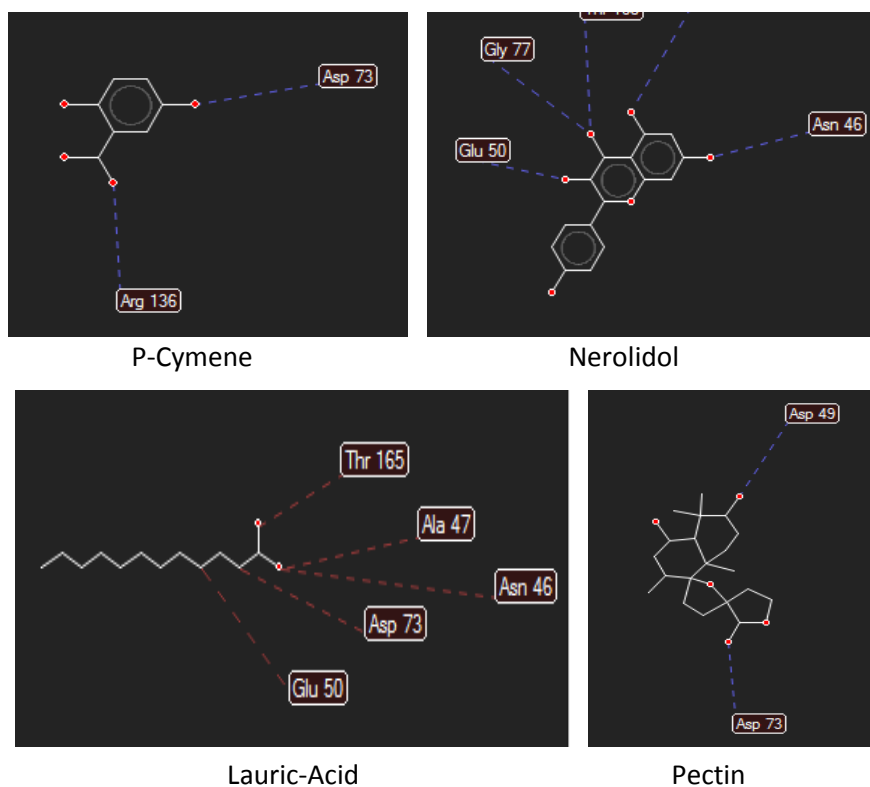 Asp 73
Arg 136
P-Cymene
Gly 77
Asn 46
Glu 50
Nerolidol
Thr 165
Ala 47
Asn 46
Asp 73
Glu 50
Lauric-Acid
Asp 49
Asp 73
Pectin